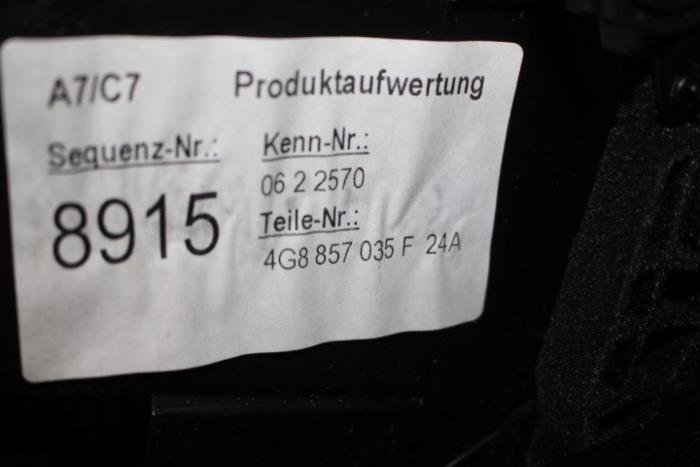 A7/C7 Produktaufwertung
Sequenz-Nr.: Kenn-Nr.:
8915 06 2 2570
Teile-Nr.:
4G8 857 035 F 24A